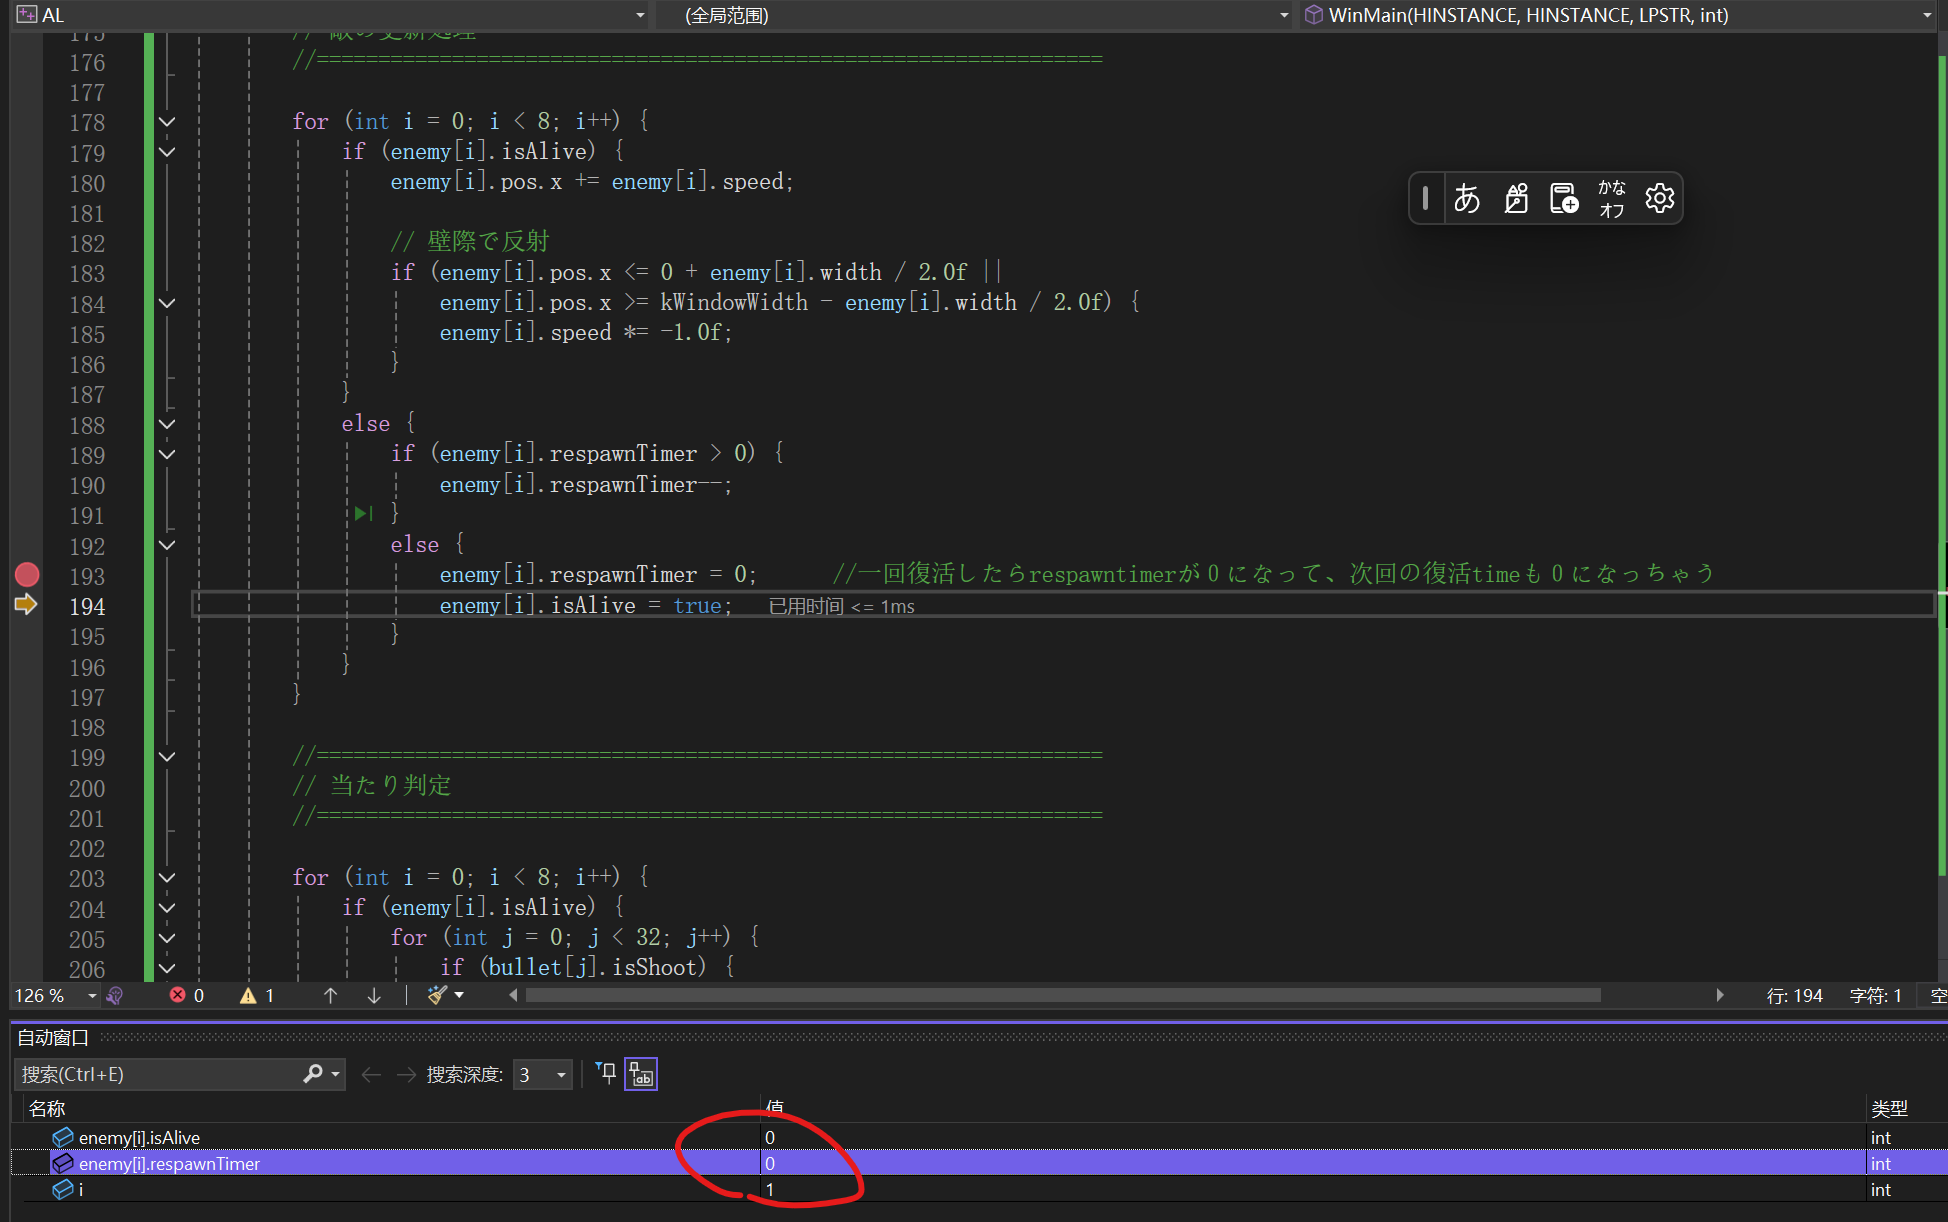 AL (全局范围) WinMain(HINSTANCE, HINSTANCE, LPSTR, int)
175 // 敵の更新処理
176 //================================================================
177
178 for (int i = 0; i < 8; i++) {
179 if (enemy[i].isAlive) {
180 enemy[i].pos.x += enemy[i].speed;
181
182 // 壁際で反射
183 if (enemy[i].pos.x <= 0 + enemy[i].width / 2.0f ||
184 enemy[i].pos.x >= kWindowWidth - enemy[i].width / 2.0f) {
185 enemy[i].speed *= -1.0f;
186 }
187 }
188 else {
189 if (enemy[i].respawnTimer > 0) {
190 enemy[i].respawnTimer--;
191 }
192 else {
193 enemy[i].respawnTimer = 0; //一回復活したらrespawntimerが０になって、次回の復活timeも０になっちゃう
194 enemy[i].isAlive = true; 已用时间 <= 1ms
195 }
196 }
197 }
198
199 //================================================================
200 // 当たり判定
201 //================================================================
202
203 for (int i = 0; i < 8; i++) {
204 if (enemy[i].isAlive) {
205 for (int j = 0; j < 32; j++) {
206 if (bullet[j].isShoot) {
あ かな
オフ
126 % 0 1 行: 194 字符: 1 空
自动窗口
搜索(Ctrl+E) 搜索深度: 3
名称 值 类型
enemy[i].isAlive 0 int
enemy[i].respawnTimer 0 int
i 1 int